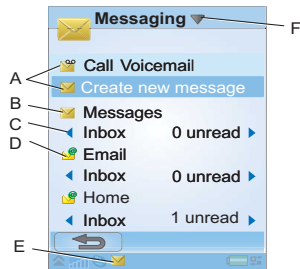 Messaging
F
A
Call Voicemail
Create new message
B
Messages
C
Inbox 0 unread
D
Email
Inbox 0 unread
Home
Inbox 1 unread
E